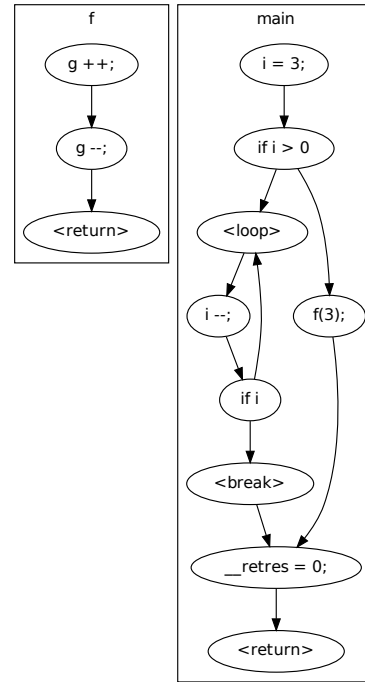 f
g ++;
g --;
<return>
main
i = 3;
if i > 0
<loop>
i --;
f(3);
if i
<break>
__retres = 0;
<return>